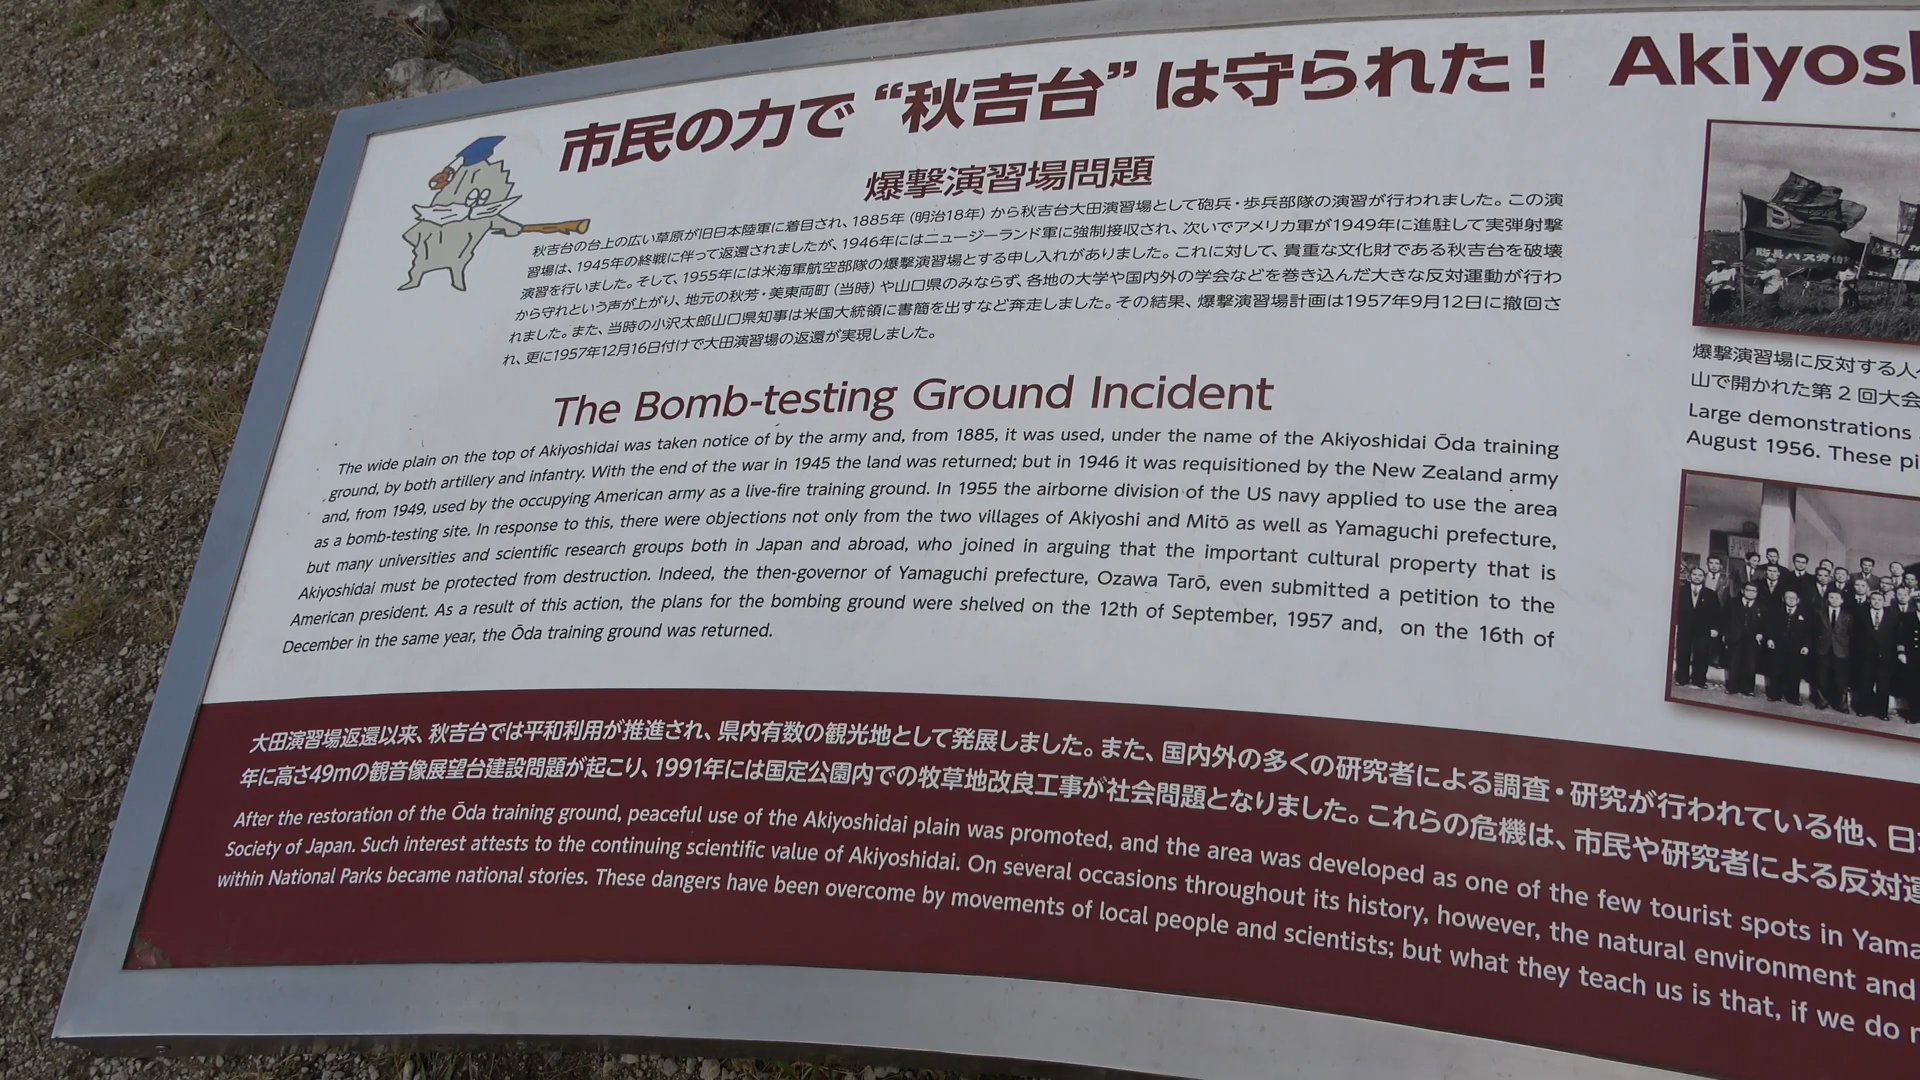 市民の力で“秋吉台”は守られた! Akiyosh
爆撃演習場問題
秋吉台の台上の広い草原が旧日本陸軍に着目され、1885年(明治18年)から秋吉台大田演習場として砲兵・歩兵部隊の演習が行われました。この演
習場は、1945年の終戦に伴って返還されましたが、1946年にはニュージーランド軍に強制接収され、次いでアメリカ軍が1949年に進駐して実弾射撃
演習を行いました。そして、1955年には米海軍航空部隊の爆撃演習場とする申し入れがありました。これに対して、貴重な文化財である秋吉台を破壊
から守れという声が上がり、地元の秋芳・美東両町(当時)や山口県のみならず、各地の大学や国内外の学会などを巻き込んだ大きな反対運動が行わ
れました。また、当時の小沢太郎山口県知事は米国大統領に書簡を出すなど奔走しました。その結果、爆撃演習場計画は1957年9月12日に撤回さ
れ、更に1957年12月16日付けで大田演習場の返還が実現しました。
The Bomb-testing Ground Incident
The wide plain on the top of Akiyoshidai was taken notice of by the army and, from 1885, it was used, under the name of the Akiyoshidai Ōda training
ground, by both artillery and infantry. With the end of the war in 1945 the land was returned; but in 1946 it was requisitioned by the New Zealand army
and, from 1949, used by the occupying American army as a live-fire training ground. In 1955 the airborne division of the US navy applied to use the area
as a bomb-testing site. In response to this, there were objections not only from the two villages of Akiyoshi and Mitō as well as Yamaguchi prefecture,
but many universities and scientific research groups both in Japan and abroad, who joined in arguing that the important cultural property that is
Akiyoshidai must be protected from destruction. Indeed, the then-governor of Yamaguchi prefecture, Ozawa Tarō, even submitted a petition to the
American president. As a result of this action, the plans for the bombing ground were shelved on the 12th of September, 1957 and, on the 16th of
December in the same year, the Ōda training ground was returned.
爆撃演習場に反対する人
山で開かれた第2回大会
Large demonstrations
August 1956. These pi
大田演習場返還以来、秋吉台では平和利用が推進され、県内有数の観光地として発展しました。また、国内外の多くの研究者による調査・研究が行われている他、日
年に高さ49mの観音像展望台建設問題が起こり、1991年には国定公園内での牧草地改良工事が社会問題となりました。これらの危機は、市民や研究者による反対運
After the restoration of the Ōda training ground, peaceful use of the Akiyoshidai plain was promoted, and the area was developed as one of the few tourist spots in Yama
Society of Japan. Such interest attests to the continuing scientific value of Akiyoshidai. On several occasions throughout its history, however, the natural environment and
within National Parks became national stories. These dangers have been overcome by movements of local people and scientists; but what they teach us is that, if we do n